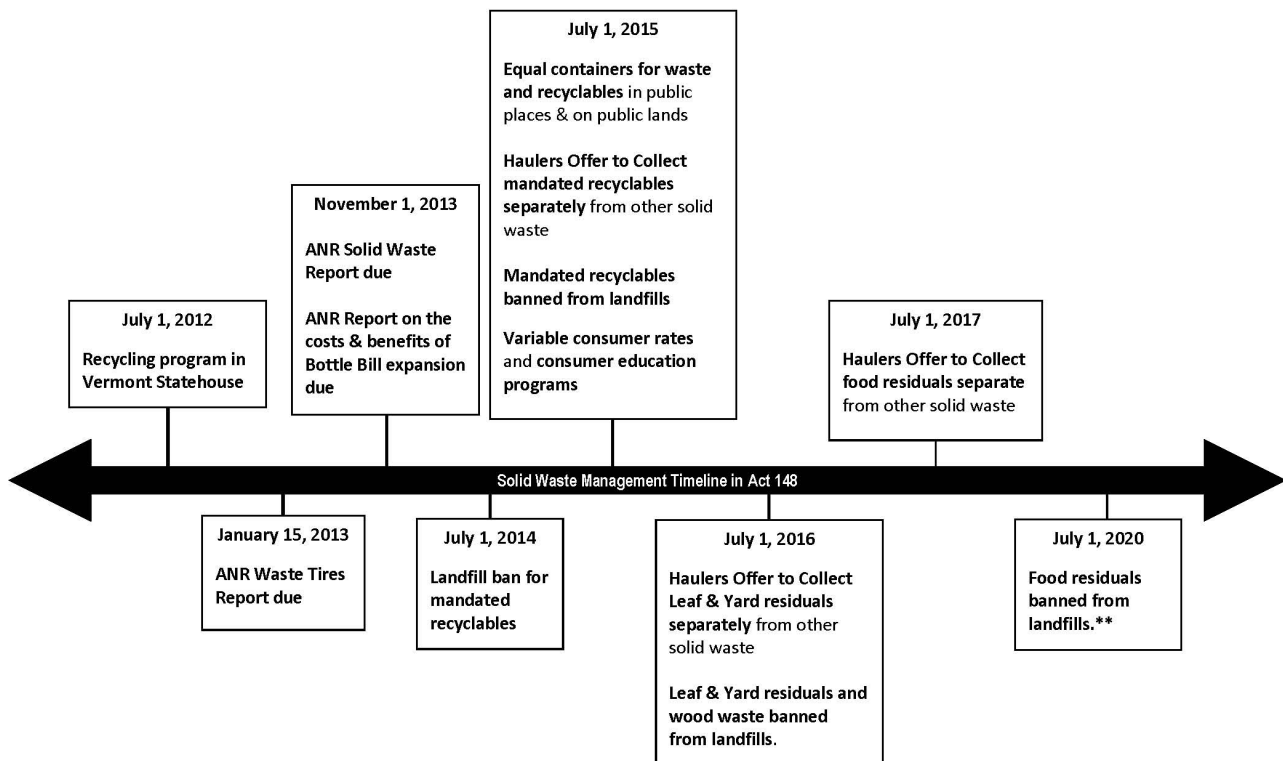 July 1, 2012
Recycling program in
Vermont Statehouse
November 1, 2013
ANR Solid Waste
Report due
ANR Report on the
costs & benefits of
Bottle Bill expansion
due
July 1, 2015
Equal containers for waste
and recyclables in public
places & on public lands
Haulers Offer to Collect
mandated recyclables
separately from other solid
waste
Mandated recyclables
banned from landfills
Variable consumer rates
and consumer education
programs
July 1, 2017
Haulers Offer to Collect
food residuals separate
from other solid waste
Solid Waste Management Timeline in Act 148
January 15, 2013
ANR Waste Tires
Report due
July 1, 2014
Landfill ban for
mandated
recyclables
July 1, 2016
Haulers Offer to Collect
Leaf & Yard residuals
separately from other
solid waste
Leaf & Yard residuals and
wood waste banned
from landfills.
July 1, 2020
Food residuals
banned from
landfills.**